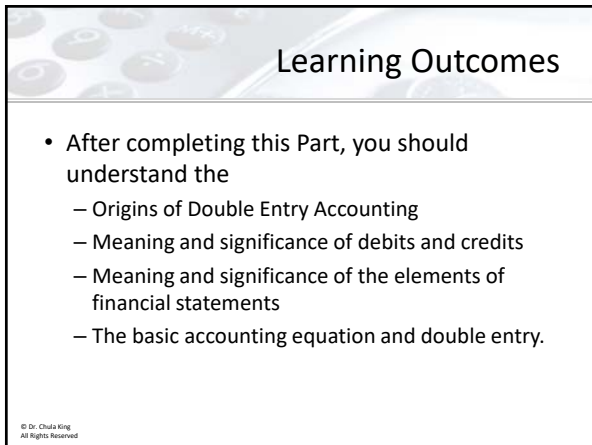 Learning Outcomes
• After completing this Part, you should
understand the
– Origins of Double Entry Accounting
– Meaning and significance of debits and credits
– Meaning and significance of the elements of
financial statements
– The basic accounting equation and double entry.
© Dr. Chula King
All Rights Reserved